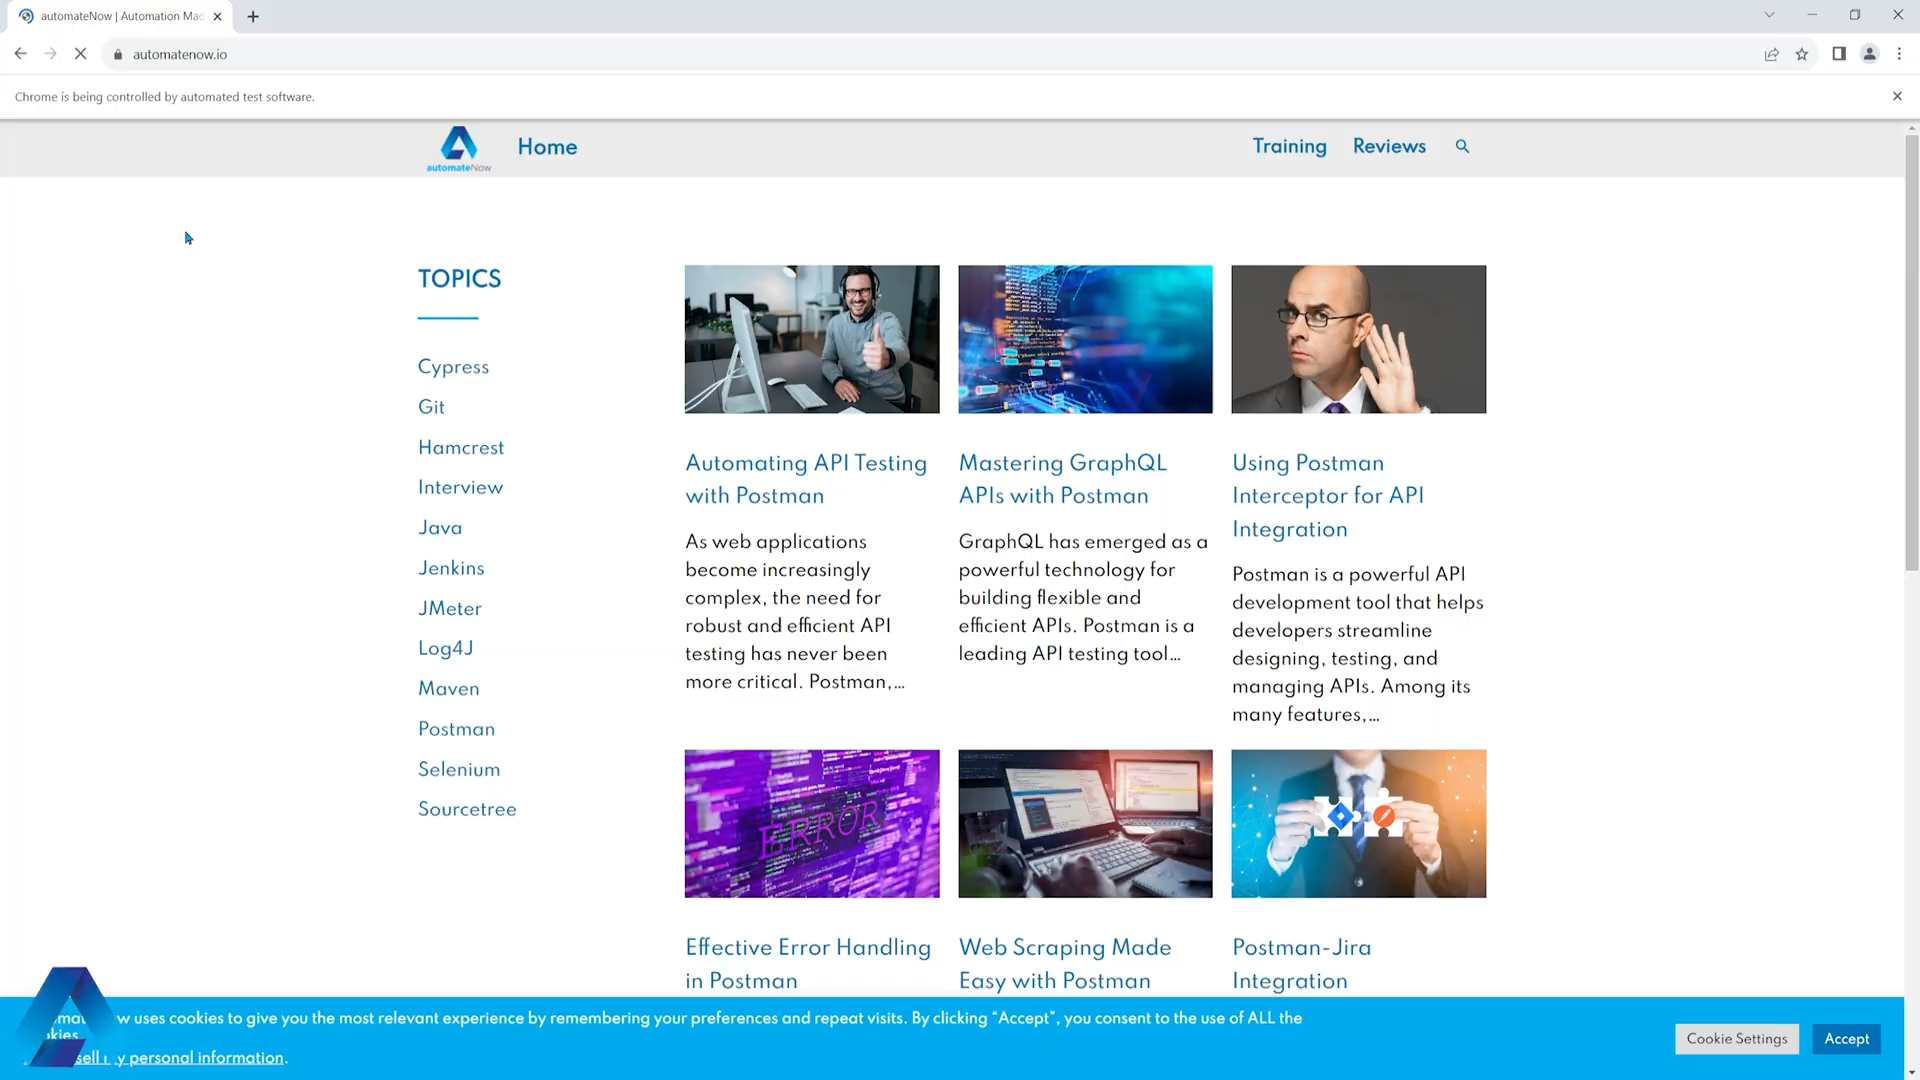 automateNow | Automation Mad
automatenow.io
Chrome is being controlled by automated test software.
automateNow
Home
Training
Reviews
TOPICS
Cypress
Git
Hamcrest
Interview
Java
Jenkins
JMeter
Log4J
Maven
Postman
Selenium
Sourcetree
Automating API Testing
with Postman
As web applications
become increasingly
complex, the need for
robust and efficient API
testing has never been
more critical. Postman,...
Mastering GraphQL
APIs with Postman
GraphQL has emerged as a
powerful technology for
building flexible and
efficient APIs. Postman is a
leading API testing tool...
Using Postman
Interceptor for API
Integration
Postman is a powerful API
development tool that helps
developers streamline
designing, testing, and
managing APIs. Among its
many features,...
ERROR
Effective Error Handling
in Postman
Web Scraping Made
Easy with Postman
Postman-Jira
Integration
uses cookies to give you the most relevant experience by remembering your preferences and repeat visits. By clicking “Accept”, you consent to the use of ALL the
sell personal information.
Cookie Settings
Accept